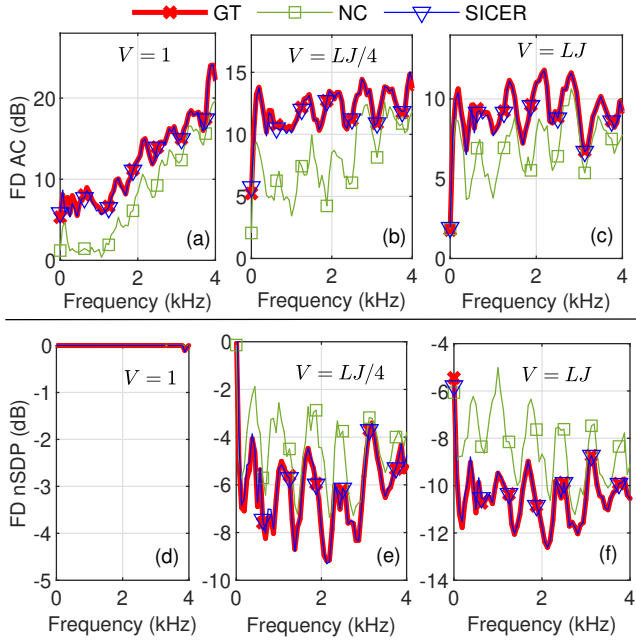 GT NC SICER
FD AC (dB)
20
10
0
V = 1
(a)
0 2 4
Frequency (kHz)
15
10
5
0
V = LJ/4
(b)
0 2 4
Frequency (kHz)
10
5
0
V = LJ
(c)
0 2 4
Frequency (kHz)
FD nSDP (dB)
0
-1
-2
-3
-4
-5
V = 1
(d)
0 2 4
Frequency (kHz)
0
-2
-4
-6
-8
-10
V = LJ/4
(e)
0 2 4
Frequency (kHz)
-4
-6
-8
-10
-12
-14
V = LJ
(f)
0 2 4
Frequency (kHz)